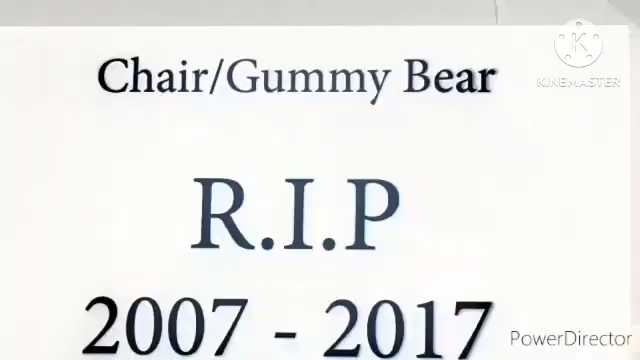 Chair/Gummy Bear
KINEMASTER
R.I.P
2007 - 2017
PowerDirector